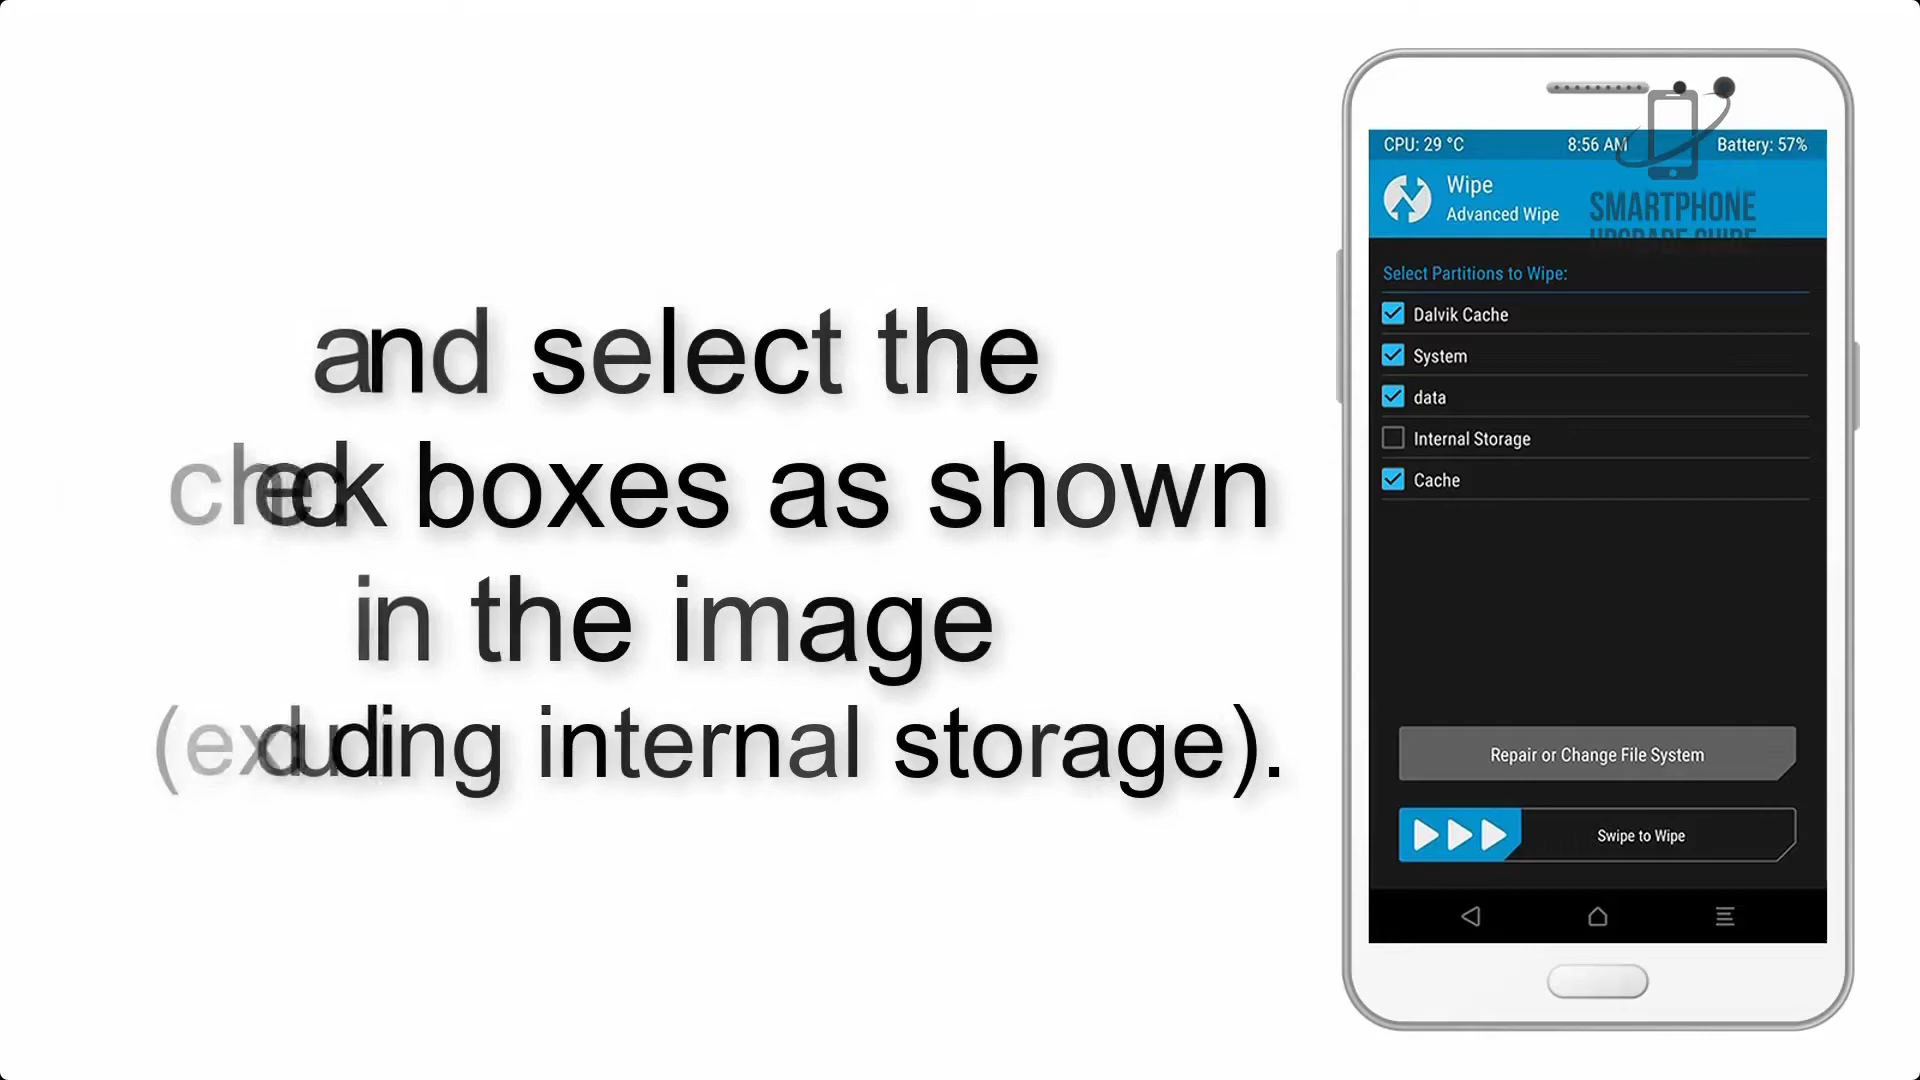 and select the
check boxes as shown
in the image
(excluding internal storage).
CPU: 29 °C 8:56 AM Battery: 57%
Wipe
Advanced Wipe
SMARTPHONE
UPGRADE GUIDE
Select Partitions to Wipe:
Dalvik Cache
System
data
Internal Storage
Cache
Repair or Change File System
Swipe to Wipe